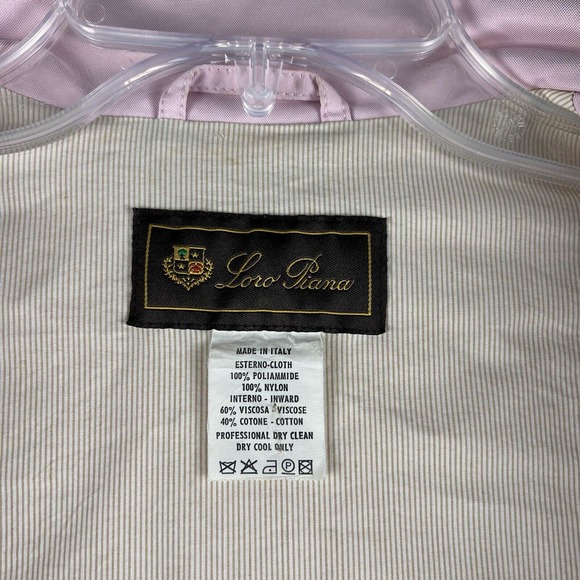 Loro Piana
MADE IN ITALY
ESTERNO-CLOTH
100% POLIAMMIDE
100% NYLON
INTERNO - INWARD
60% VISCOSA - VISCOSE
40% COTONE - COTTON
PROFESSIONAL DRY CLEAN
DRY COOL ONLY
P